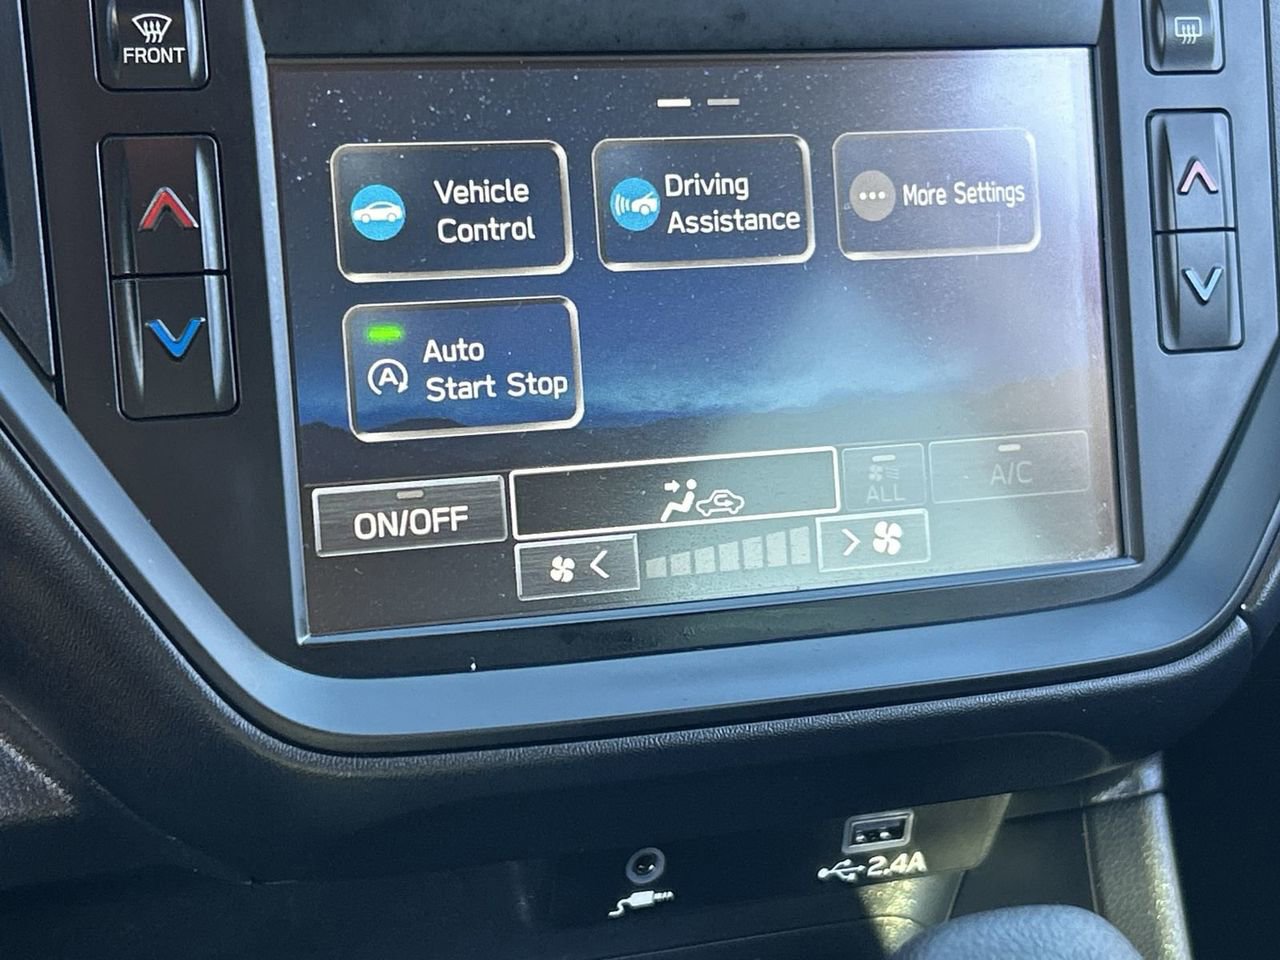 FRONT
Vehicle
Control
Driving
Assistance
More Settings
Auto
Start Stop
A
ON/OFF
ALL
A/C
2.4A